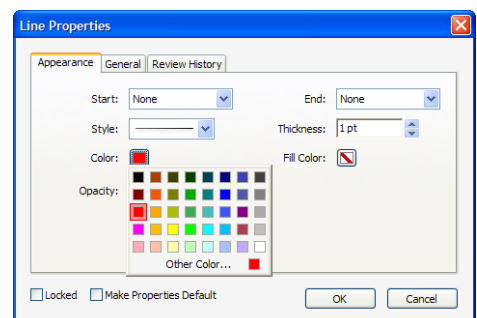 Line Properties
Appearance General Review History
Start: None End: None
Style: Thickness: 1 pt
Color: Fill Color:
Opacity:
Other Color...
Locked Make Properties Default OK Cancel